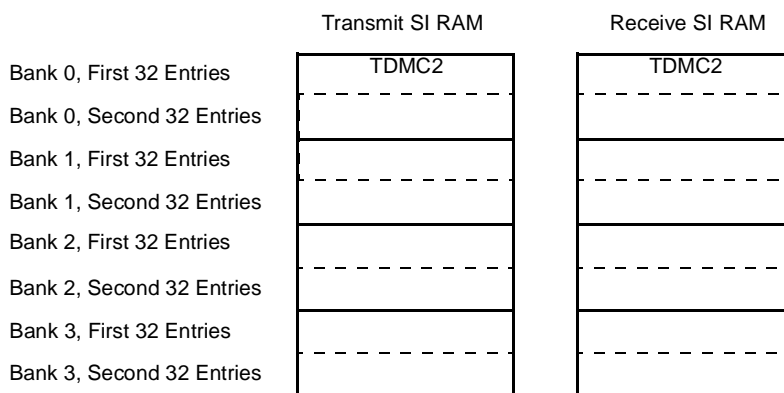 Transmit SI RAM Receive SI RAM
Bank 0, First 32 Entries TDMC2 TDMC2
Bank 0, Second 32 Entries
Bank 1, First 32 Entries
Bank 1, Second 32 Entries
Bank 2, First 32 Entries
Bank 2, Second 32 Entries
Bank 3, First 32 Entries
Bank 3, Second 32 Entries